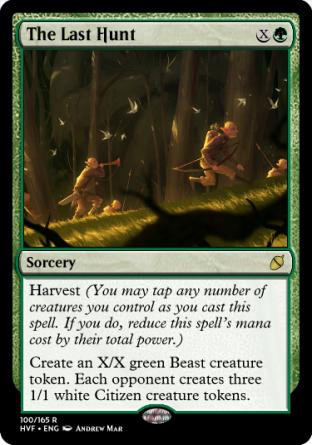 The Last Hunt
X
Sorcery
Harvest (You may tap any number of
creatures you control as you cast this
spell. If you do, reduce this spell's mana
cost by their total power.)
Create an X/X green Beast creature
token. Each opponent creates three
1/1 white Citizen creature tokens.
100/165 R
HVF • ENG Andrew Mar